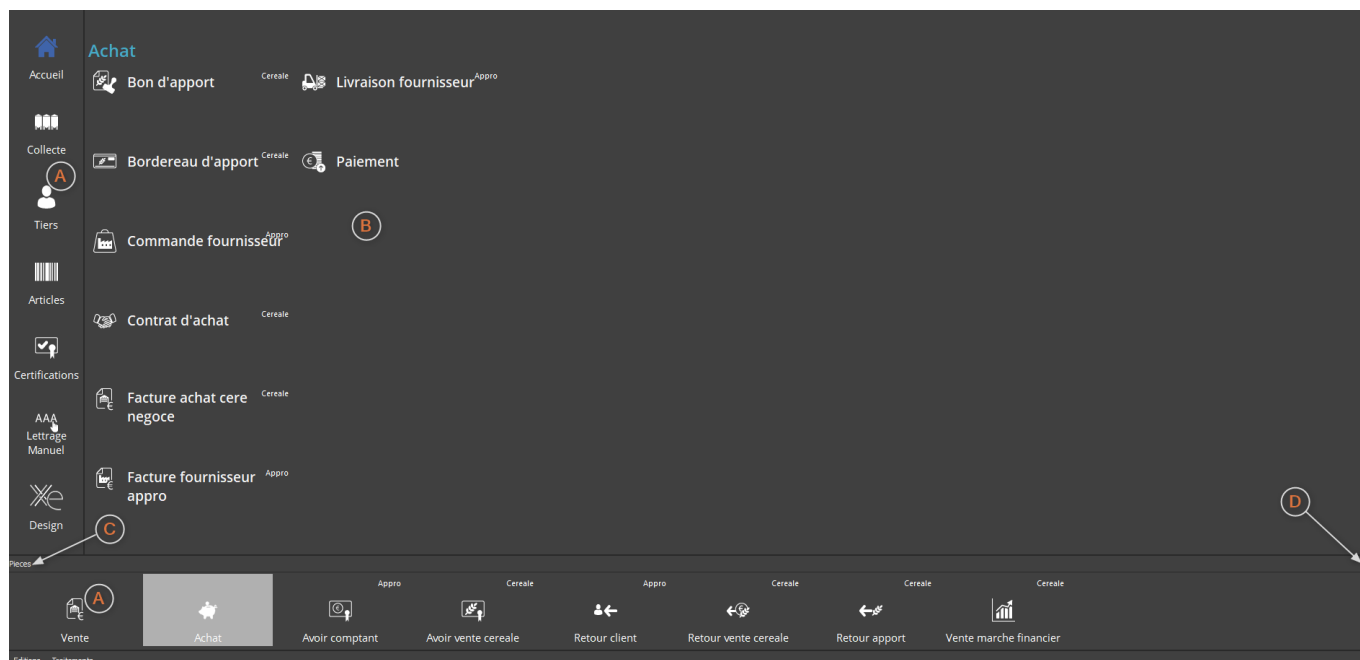 Accueil
Collecte
A
Tiers
Articles
Certifications
AAA
Lettrage
Manuel
Xe
Design
Achat
Bon d'apport Cereale
Livraison fournisseur Appro
Bordereau d'apport Cereale
Paiement
B
Commande fournisseur Appro
Contrat d'achat Cereale
Facture achat cere Cereale
negoce
Facture fournisseur Appro
appro
C
D
Pieces
A
Vente
Achat
Appro
Avoir comptant
Cereale
Avoir vente cereale
Appro
Retour client
Cereale
Retour vente cereale
Cereale
Retour apport
Cereale
Vente marche financier
Editions Traitements